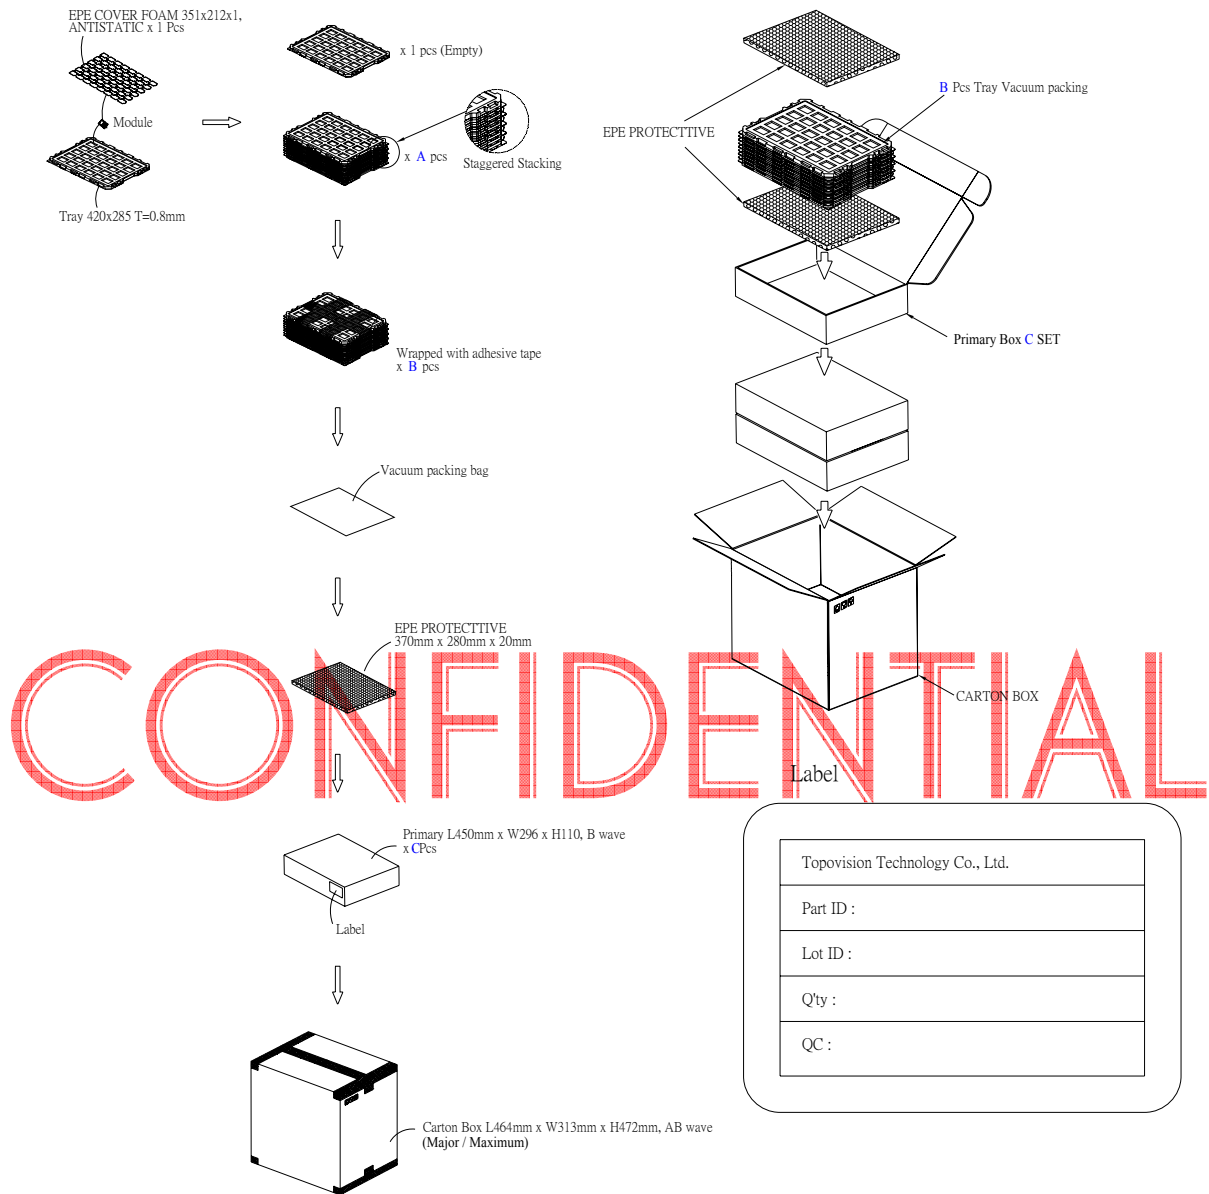 EPE COVER FOAM 351x212x1,
ANTISTATIC x 1 Pcs
Module
Tray 420x285 T=0.8mm
x 1 pcs (Empty)
x A pcs
Staggered Stacking
Wrapped with adhesive tape
x B pcs
Vacuum packing bag
EPE PROTECTTIVE
370mm x 280mm x 20mm
Primary L450mm x W296 x H110, B wave
x CPcs
Label
Carton Box L464mm x W313mm x H472mm, AB wave
(Major / Maximum)
B Pcs Tray Vacuum packing
EPE PROTECTTIVE
Primary Box C SET
CARTON BOX
CONFIDENTIAL
Label
Topovision Technology Co., Ltd.
Part ID :
Lot ID :
Q'ty :
QC :